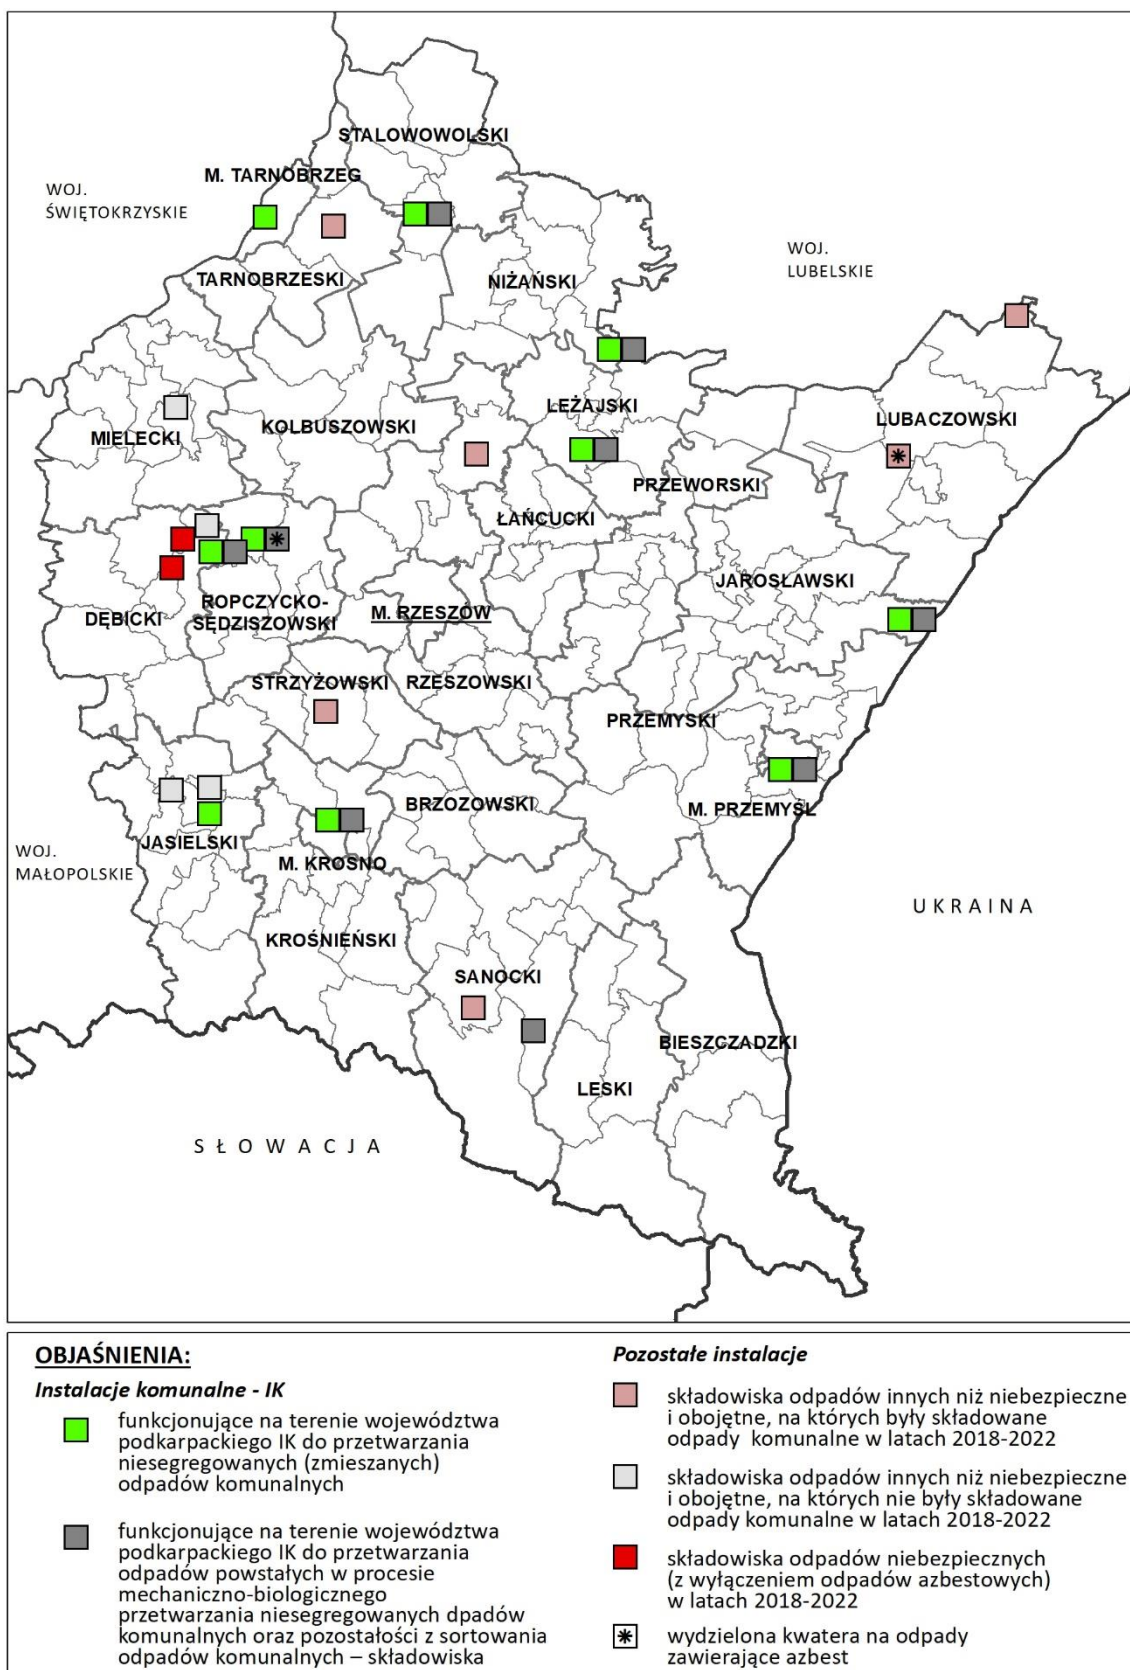 STALOWOWOLSKI
M. TARNOBRZEG
WOJ.
ŚWIĘTOKRZYSKIE
WOJ.
LUBELSKIE
TARNOBRZESKI
NIŻAŃSKI
LEŻAJSKI
LUBACZOWSKI
KOLBUSZOWSKI
MIELECKI
PRZEWORSKI
ŁAŃCUCKI
JAROSŁAWSKI
ROPCZYCKO-
SĘDZISZOWSKI
M. RZESZÓW
DĘBICKI
STRZYŻOWSKI
RZESZOWSKI
PRZEMYSKI
BRZOZOWSKI
M. PRZEMYŚL
JASIELSKI
WOJ.
MAŁOPOLSKIE
M. KROSNO
UKRAINA
KROŚNIEŃSKI
SANOCKI
BIESZCZADZKI
LESKI
SŁOWACJA
OBJAŚNIENIA:
Instalacje komunalne - IK
funkcjonujące na terenie województwa
podkarpackiego IK do przetwarzania
niesegregowanych (zmieszanych)
odpadów komunalnych
funkcjonujące na terenie województwa
podkarpackiego IK do przetwarzania
odpadów powstałych w procesie
mechaniczno-biologicznego
przetwarzania niesegregowanych dpadów
komunalnych oraz pozostałości z sortowania
odpadów komunalnych – składowiska
Pozostałe instalacje
składowiska odpadów innych niż niebezpieczne
i obojętne, na których były składowane
odpady komunalne w latach 2018-2022
składowiska odpadów innych niż niebezpieczne
i obojętne, na których nie były składowane
odpady komunalne w latach 2018-2022
składowiska odpadów niebezpiecznych
(z wyłączeniem odpadów azbestowych)
w latach 2018-2022
wydzielona kwatera na odpady
zawierające azbest